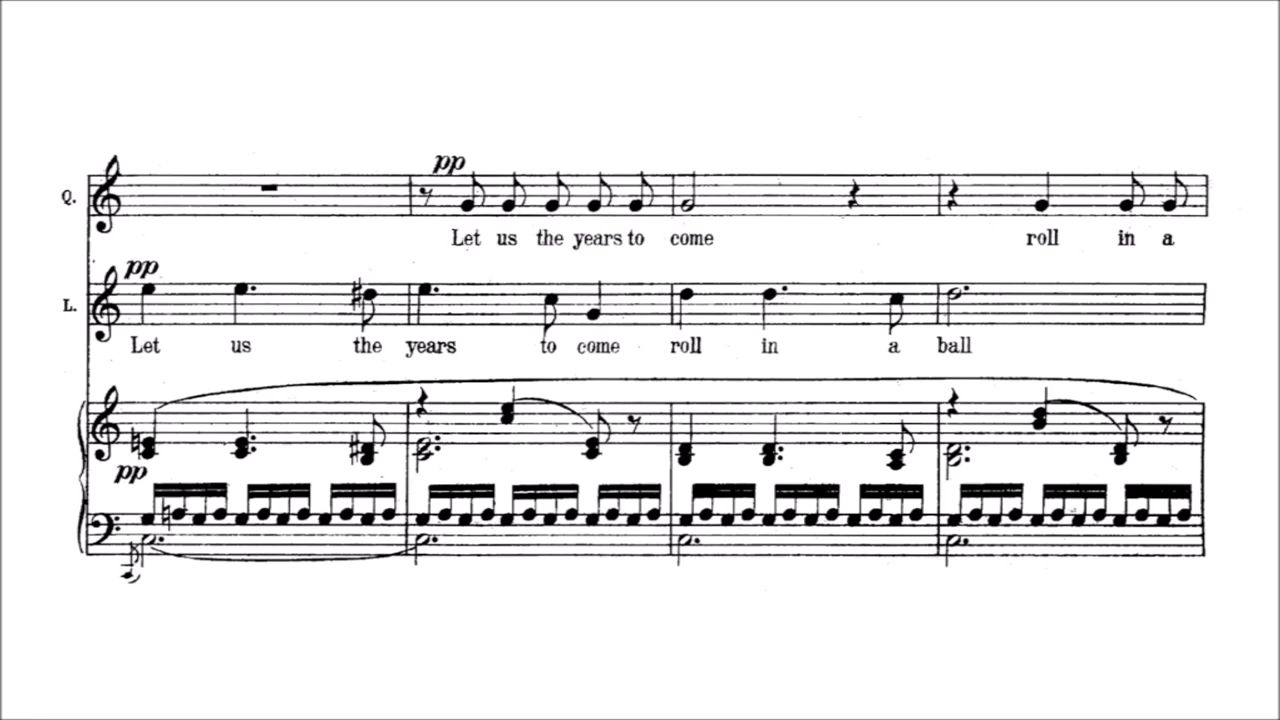 pp
Q.
Let us the years to come roll in a
pp
L.
Let us the years to come roll in a ball
pp